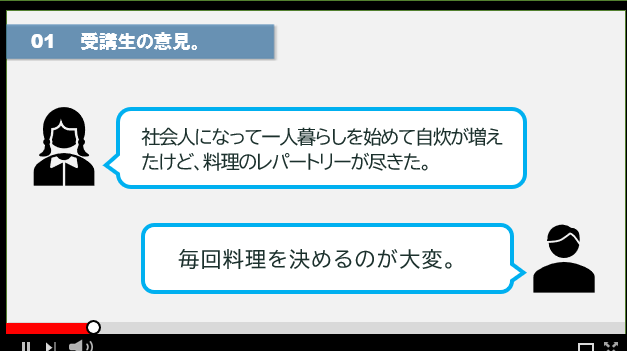 01 受講生の意見。
社会人になって一人暮らしを始めて自炊が増え
たけど、料理のレパートリーが尽きた。
毎回料理を決めるのが大変。